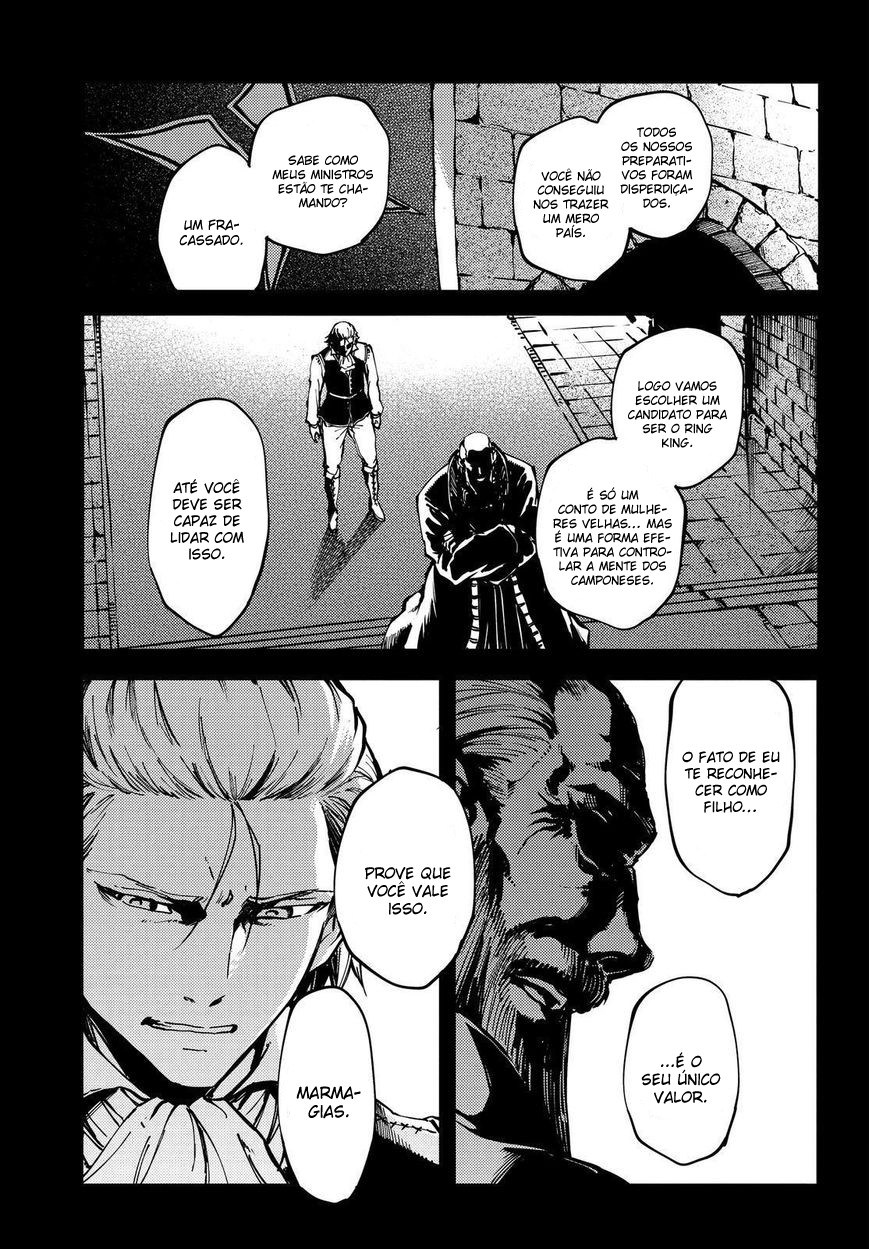 TODOS
OS NOSSOS
PREPARATI-
VOS FORAM
DISPERDIÇA-
DOS.
VOCÊ NÃO
CONSEGUIU
NOS TRAZER
UM MERO
PAÍS.
SABE COMO
MEUS MINISTROS
ESTÃO TE CHA-
MANDO?
UM FRA-
CASSADO.
LOGO VAMOS
ESCOLHER UM
CANDIDATO PARA
SER O RING
KING.
É SÓ UM
CONTO DE MULHE-
RES VELHAS... MAS
É UMA FORMA EFE-
TIVA PARA CONTRO-
LAR A MENTE DOS
CAMPONESES.
ATÉ VOCÊ
DEVE SER
CAPAZ DE
LIDAR COM
ISSO.
O FATO DE EU
TE RECONHE-
CER COMO
FILHO...
...É O
SEU ÚNICO
VALOR.
PROVE QUE
VOCÊ VALE
ISSO.
MARMA-
GIAS.